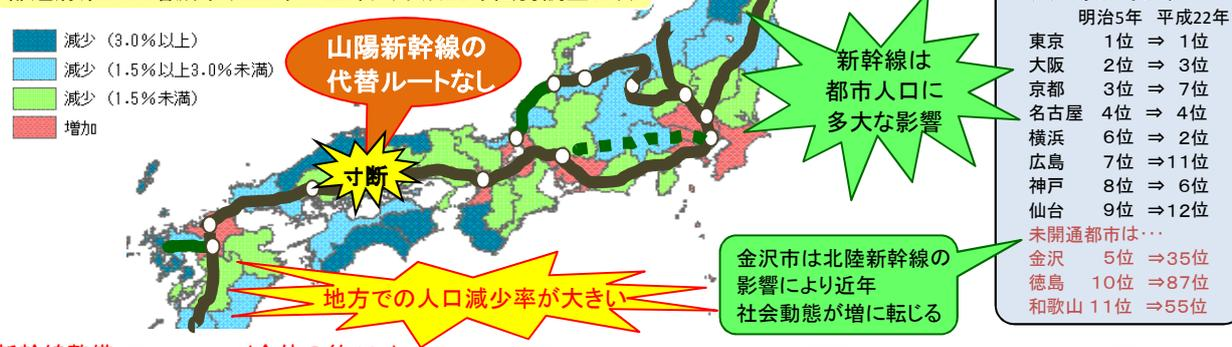 減少（3.0%以上）
減少（1.5%以上3.0%未満）
減少（1.5%未満）
増加
山陽新幹線の
代替ルートなし
寸断
新幹線は
都市人口に
多大な影響
地方での人口減少率が大きい
金沢市は北陸新幹線の
影響により近年
社会動態が増に転じる
明治5年 平成22年
東京 1位 ⇒ 1位
大阪 2位 ⇒ 3位
京都 3位 ⇒ 7位
名古屋 4位 ⇒ 4位
横浜 6位 ⇒ 2位
広島 7位 ⇒11位
神戸 8位 ⇒ 6位
仙台 9位 ⇒12位
未開通都市は…
金沢 5位 ⇒35位
徳島 10位 ⇒87位
和歌山 11位 ⇒55位